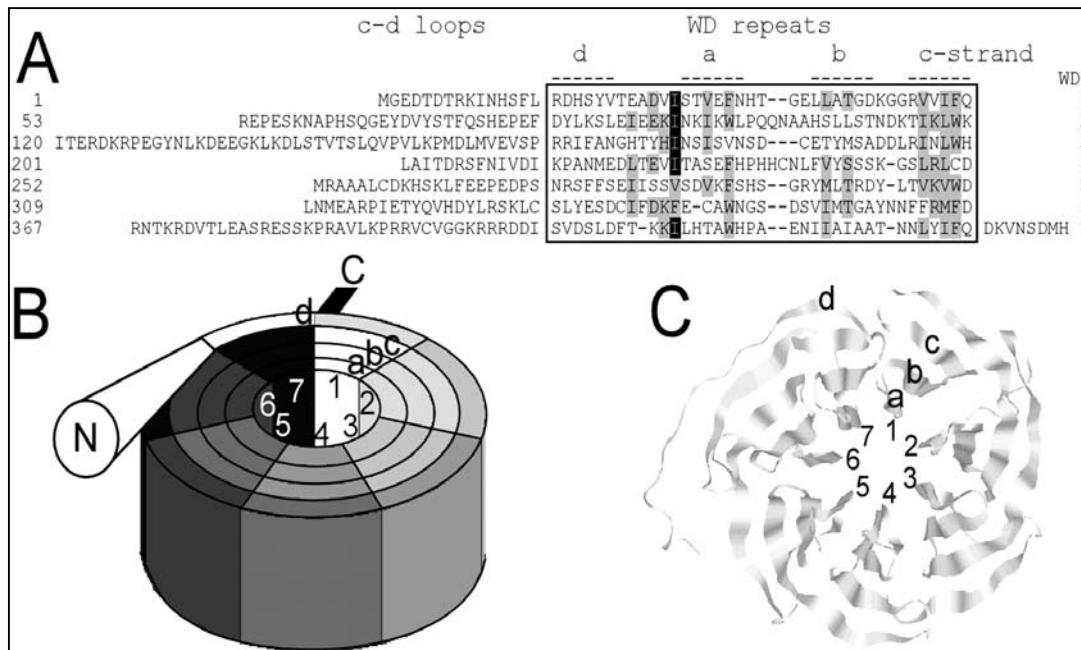 A
c-d loops WD repeats
d a b c-strand
------ ------ ------ ------ WD
1 MGEDTDTRKINHSFL RDHSYVTEADVISTVEFNHT--GELLATGDKGGRVVIFQ
53 REPESKNAPHSQGEYDVYSTFQSHEPEF DYLKSLEIEEKINKIKWLPQQNAAHSLLSTNDKTIKLWK
120 ITERDKRPEGYNLKDEEGKLKDLSTVTSLQVPVLKPMDLMVEVSP RRIFANGHTYHINSISVNSD---CETYMSADDLRINLWH
201 LAITDRSFNIVDI KPANMEDLTEVITASEFHPHHCNLFVYSSSK-GSLRLCD
252 MRAAALCDKHSKLFEEPEDPS NRSFFSEIISSVSDVKFSHS--GRYMLTRDY-LTVKVWD
309 LNMEARPIETYQVHDYLRSKLC SLYESDCIFDKFE-CAWNGS--DSVIMTGAYNNFFRMFD
367 RNTKRDVTLEASRESSKPRAVLKPRRVCVGGKRRRDDI SVDSLDFT-KKILHTAWHPA--ENIIAIAAT-NNLYIFQ DKVNSDMH
B
C
d
a b c
N
1
2
3
4
5
6
7
C
d
c
b
a
1
2
3
4
5
6
7